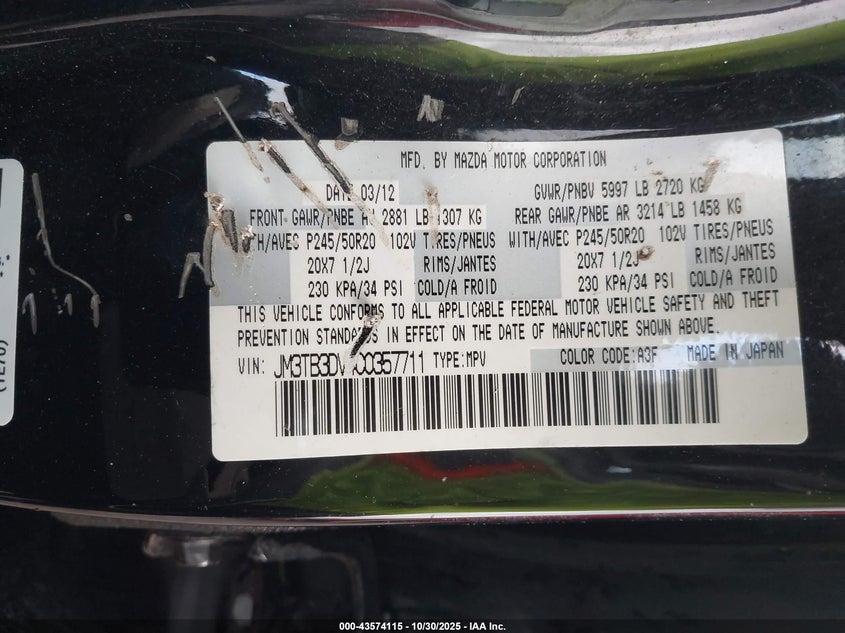 MFD. BY MAZDA MOTOR CORPORATION
DATE 03/12 GVWR/PNBV 5997 LB 2720 KG
FRONT GAWR/PNBE AV 2881 LB 1307 KG REAR GAWR/PNBE AR 3214 LB 1458 KG
WITH/AVEC P245/50R20 102V TIRES/PNEUS WITH/AVEC P245/50R20 102V TIRES/PNEUS
20X7 1/2J RIMS/JANTES 20X7 1/2J RIMS/JANTES
230 KPA/34 PSI COLD/A FROID 230 KPA/34 PSI COLD/A FROID
THIS VEHICLE CONFORMS TO ALL APPLICABLE FEDERAL MOTOR VEHICLE SAFETY AND THEFT
PREVENTION STANDARDS IN EFFECT ON THE DATE OF MANUFACTURE SHOWN ABOVE.
VIN: TYPE:MPV COLOR CODE:A3F MADE IN JAPAN
000-43574115 - 10/30/2025 - IAA Inc.